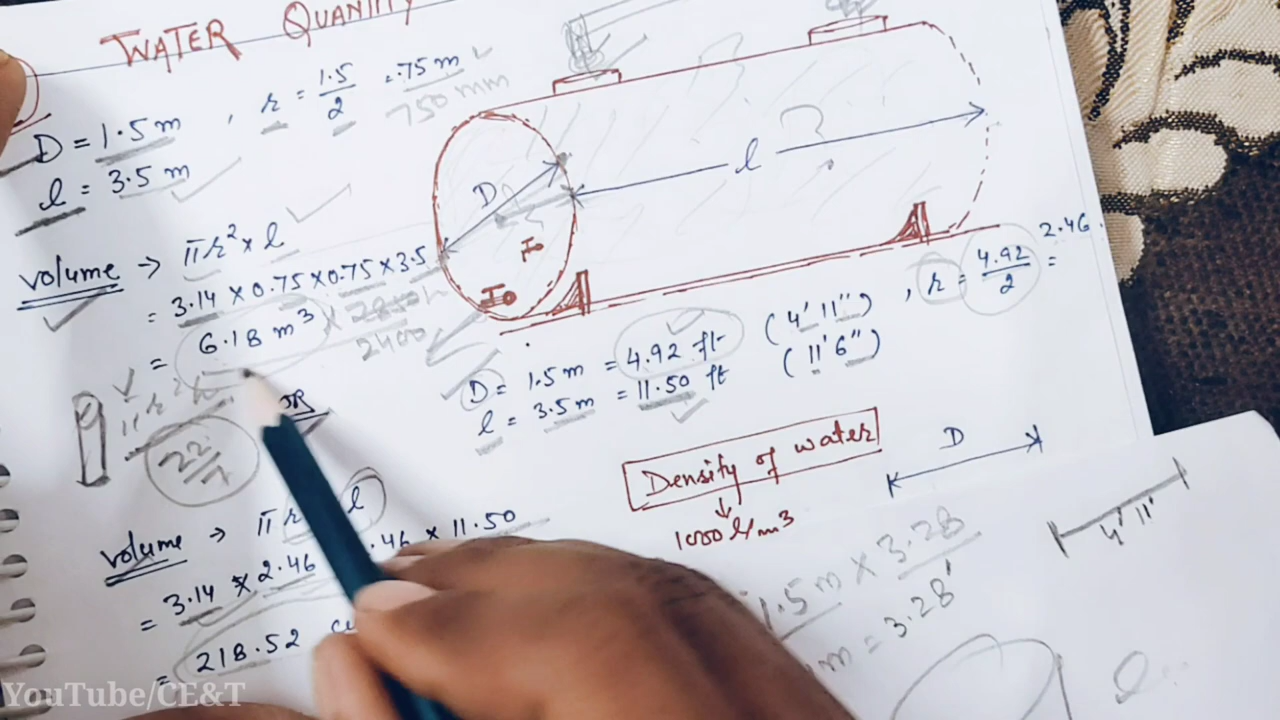 WATER QUANTITY
D = 1.5 m , r = 1.5/2 = .75 m
750 mm
l = 3.5 m
volume → πr² × l
= 3.14 × 0.75 × 0.75 × 3.5
= 6.18 m³ ×
2400
πr²h
22/7
OR
D
l
D = 1.5 m = 4.92 ft (4' 11") , r = 4.92/2 = 2.46
l = 3.5 m = 11.50 ft (11' 6")
Density of water
↓
1000 l/m³
volume → π r l
= 3.14 × 2.46 .46 × 11.50
= 218.52 cu
D
4' 11"
1.5 m × 3.28
m = 3.28'
YouTube/CE&T